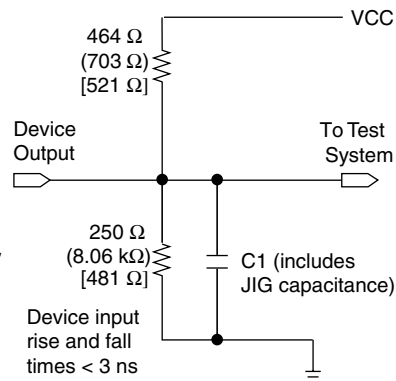 VCC
464 Ω
(703 Ω)
[521 Ω]
Device
Output
To Test
System
250 Ω
(8.06 kΩ)
[481 Ω]
C1 (includes
JIG capacitance)
Device input
rise and fall
times < 3 ns